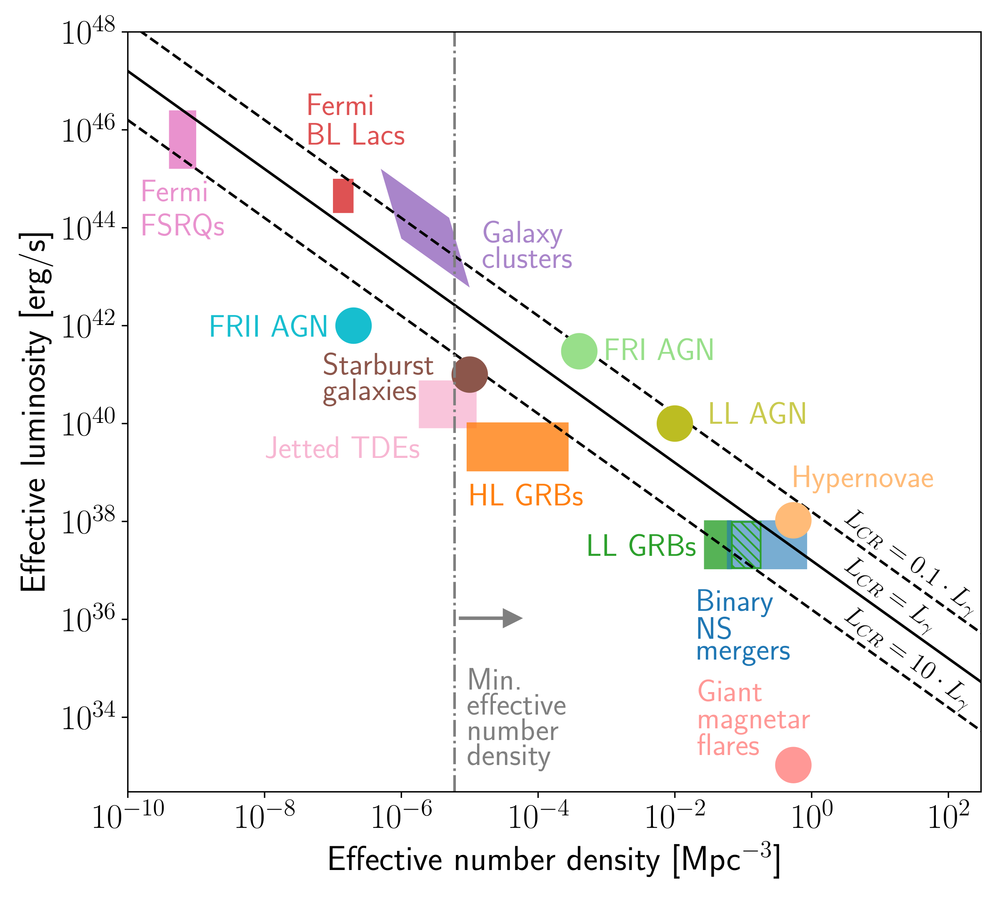 10^48
10^46
10^44
10^42
10^40
10^38
10^36
10^34
Effective luminosity [erg/s]
Fermi
BL Lacs
Fermi
FSRQs
Galaxy
clusters
FRII AGN
FRI AGN
Starburst
galaxies
Jetted TDEs
LL AGN
HL GRBs
Hypernovae
LL GRBs
L_CR = 0.1 · L_γ
L_CR = L_γ
L_CR = 10 · L_γ
Binary
NS
mergers
Min.
effective
number
density
Giant
magnetar
flares
10^−10
10^−8
10^−6
10^−4
10^−2
10^0
10^2
Effective number density [Mpc^−3]